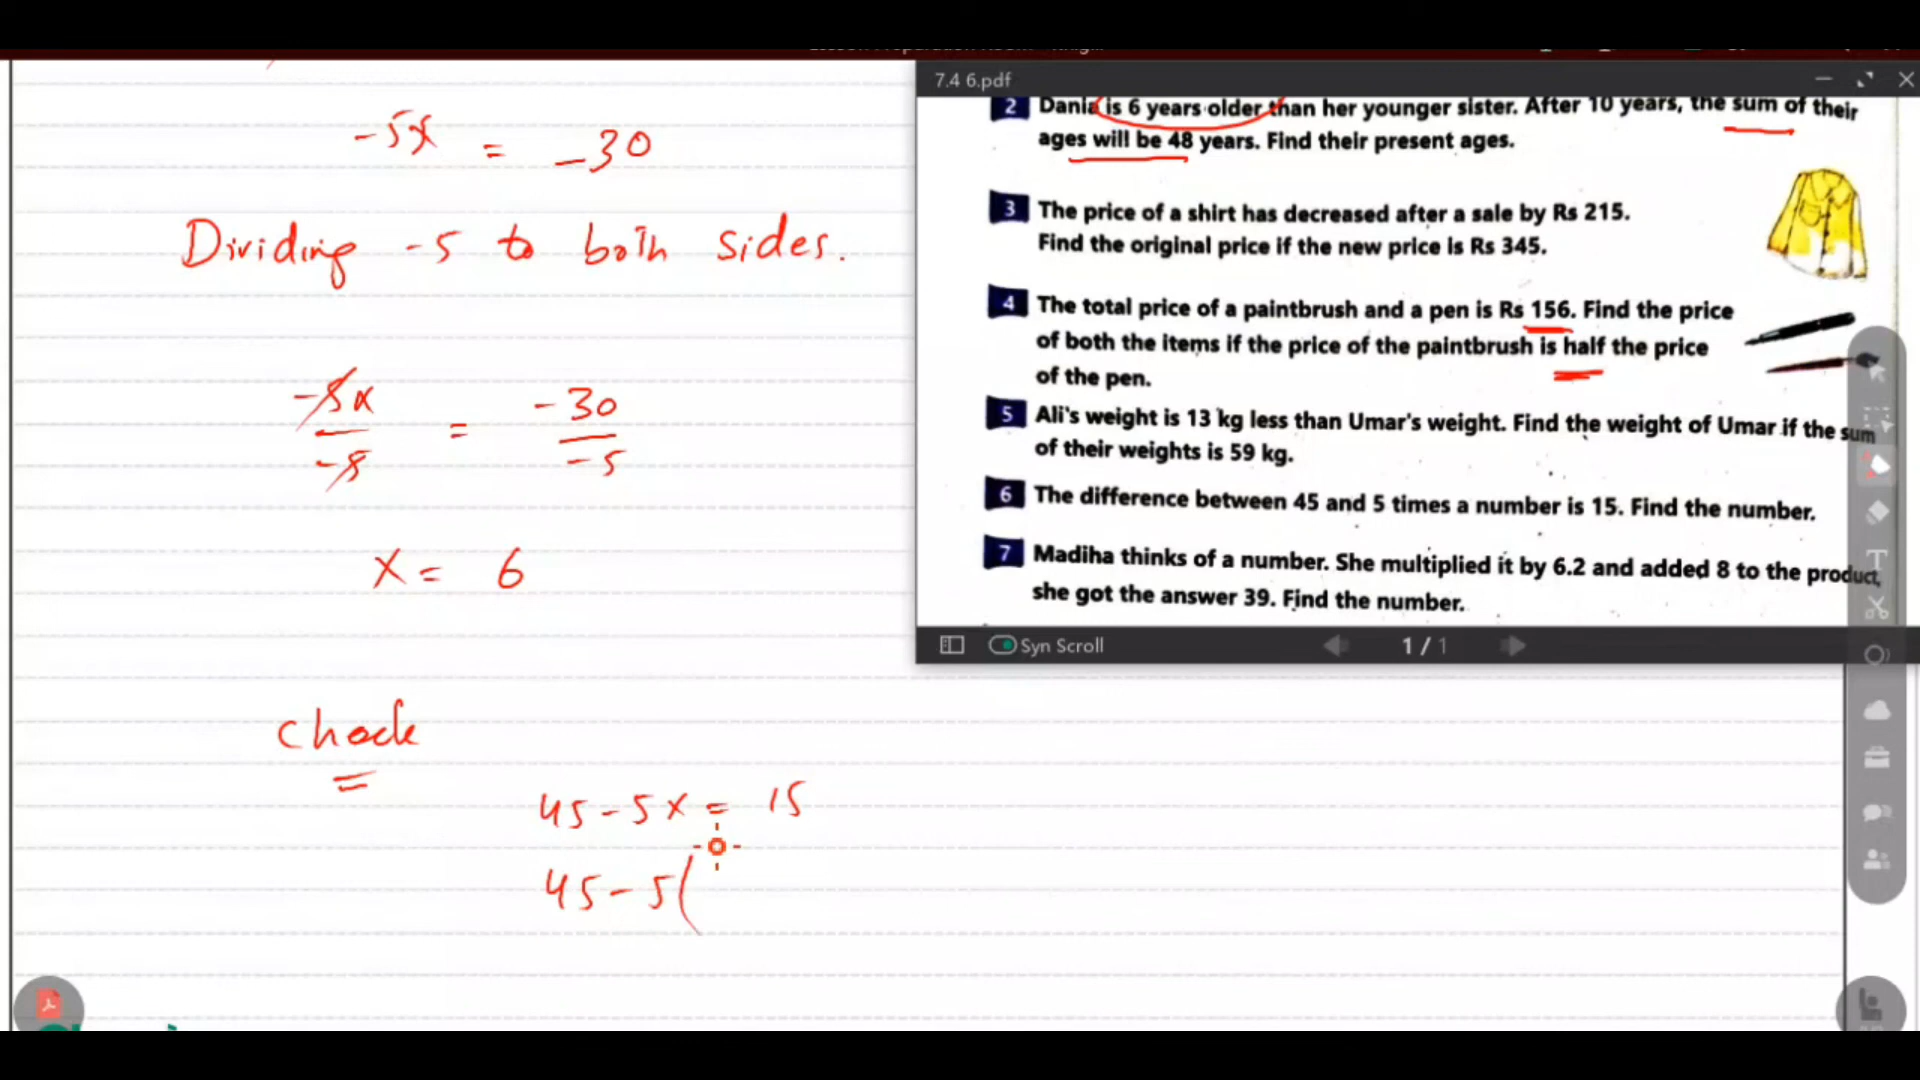 -5x = -30
Dividing -5 to both sides.
-5x = -30
-5 -5
x = 6
Check
45-5x = 15
45-5(
7.4 6.pdf
2 Dania is 6 years older than her younger sister. After 10 years, the sum of their
ages will be 48 years. Find their present ages.
3 The price of a shirt has decreased after a sale by Rs 215.
Find the original price if the new price is Rs 345.
4 The total price of a paintbrush and a pen is Rs 156. Find the price
of both the items if the price of the paintbrush is half the price
of the pen.
5 Ali's weight is 13 kg less than Umar's weight. Find the weight of Umar if the sum
of their weights is 59 kg.
6 The difference between 45 and 5 times a number is 15. Find the number.
7 Madiha thinks of a number. She multiplied it by 6.2 and added 8 to the product,
she got the answer 39. Find the number.
Syn Scroll
1 / 1